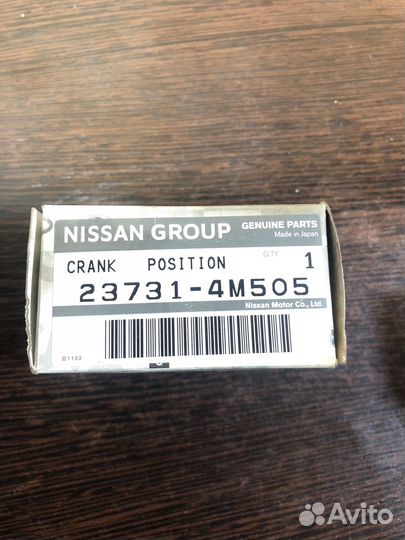 NISSAN GROUP GENUINE PARTS
Made in Japan
CRANK POSITION QTY 1
23731-4M505
Nissan Motor Co., Ltd.
B1182
Avito